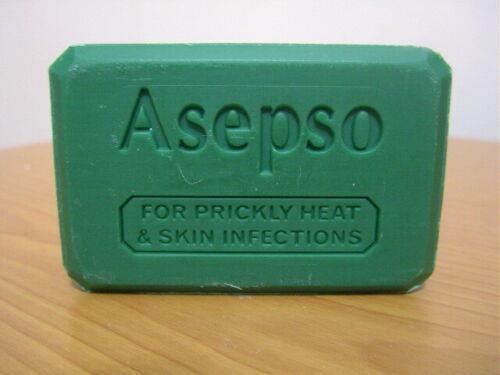 Asepso
FOR PRICKLY HEAT
& SKIN INFECTIONS